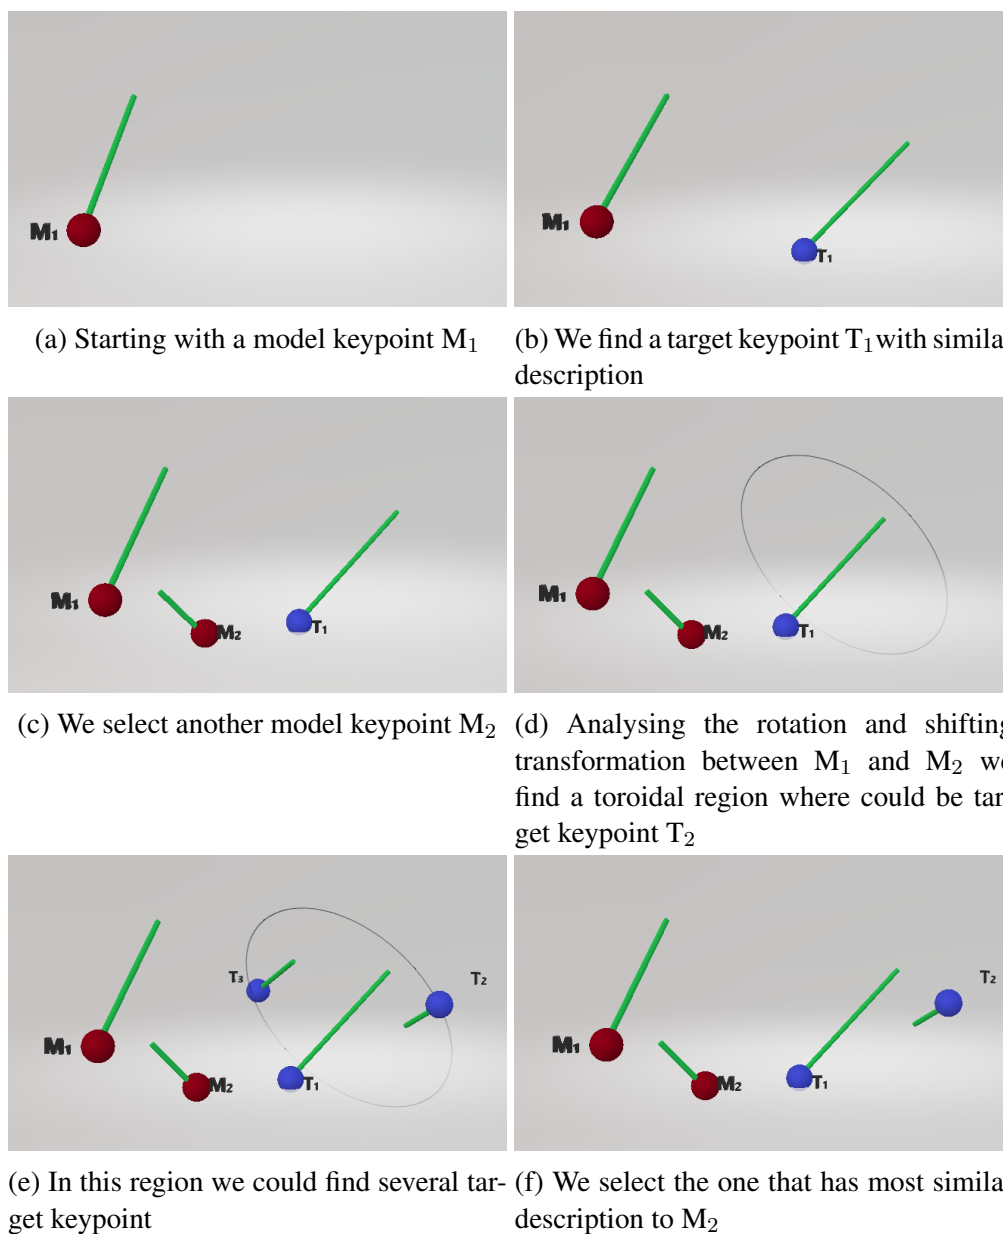 M₁
M₁
T₁
(a) Starting with a model keypoint M₁
(b) We find a target keypoint T₁with simila
description
M₁
M₂
T₁
M₁
M₂
T₁
(c) We select another model keypoint M₂
(d) Analysing the rotation and shifting
transformation between M₁ and M₂ we
find a toroidal region where could be tar-
get keypoint T₂
T₃
T₂
M₁
M₂
T₁
T₂
M₁
M₂
T₁
(e) In this region we could find several tar-
get keypoint
(f) We select the one that has most simila
description to M₂